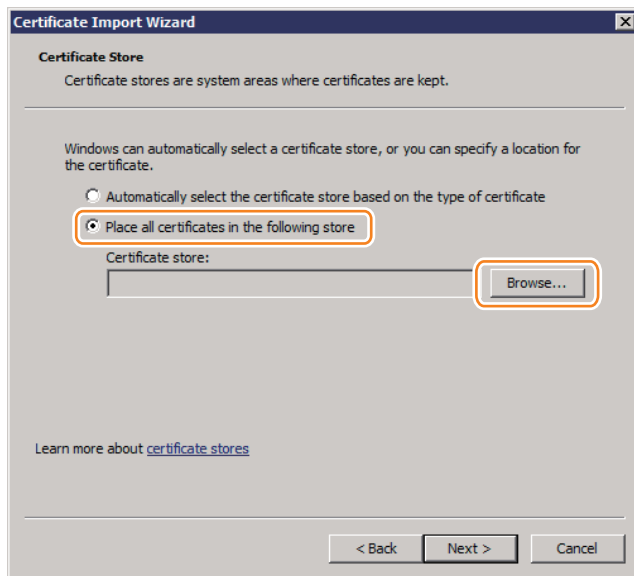 Certificate Import Wizard
Certificate Store
Certificate stores are system areas where certificates are kept.
Windows can automatically select a certificate store, or you can specify a location for
the certificate.
Automatically select the certificate store based on the type of certificate
Place all certificates in the following store
Certificate store:
Browse...
Learn more about certificate stores
< Back Next > Cancel